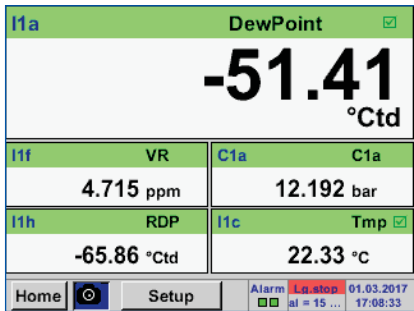 I1a DewPoint
-51.41
°Ctd
I1f VR C1a C1a
4.715 ppm 12.192 bar
I1h RDP I1c Tmp
-65.86 °Ctd 22.33 °C
Home Setup Alarm Lg.stop 01.03.2017
al = 15 ... 17:08:33